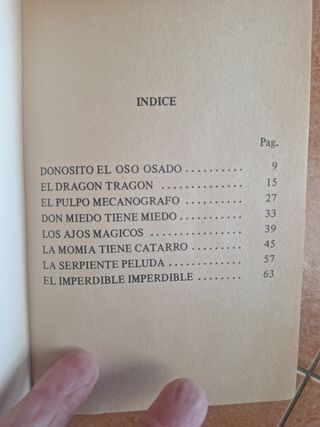 INDICE
Pag.
DONOSITO EL OSO OSADO .......... 9
EL DRAGON TRAGON .............. 15
EL PULPO MECANOGRAFO .......... 27
DON MIEDO TIENE MIEDO .......... 33
LOS AJOS MAGICOS ............... 39
LA MOMIA TIENE CATARRO ........ 45
LA SERPIENTE PELUDA ............ 57
EL IMPERDIBLE IMPERDIBLE ........ 63